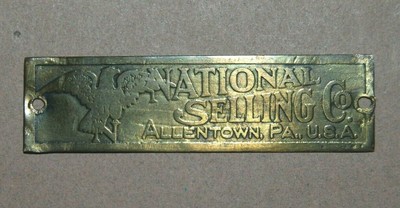 NATIONAL
SELLING CO.
N
ALLENTOWN, PA., U.S.A.